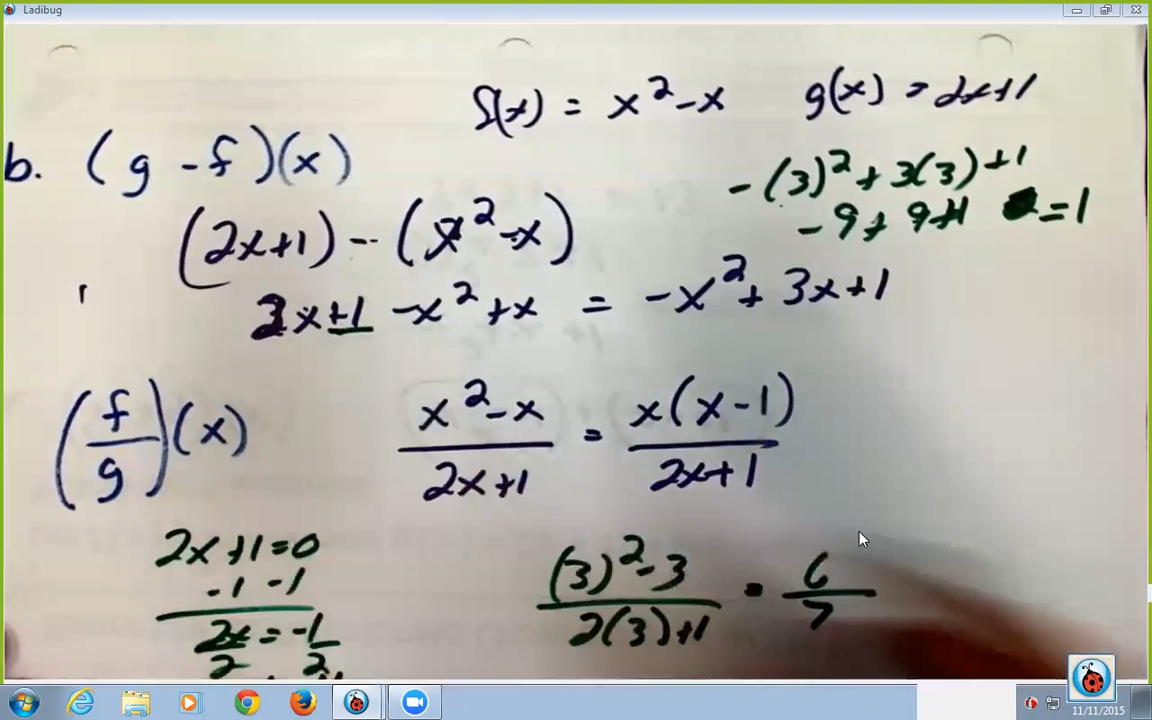 Ladibug
f(x) = x² - x g(x) = 2x+1
b. (g - f)(x)
-(3)² + 3(3) + 1
(2x+1) - (x² - x)
-9 + 9+1 = 1
2x+1 -x² + x = -x² + 3x + 1
(f/g)(x) (x² - x)/(2x+1) = x(x-1)/(2x+1)
2x+1=0
-1 -1
2x = -1
2 2
((3)² - 3)/(2(3)+1) = 6/7
11/11/2015